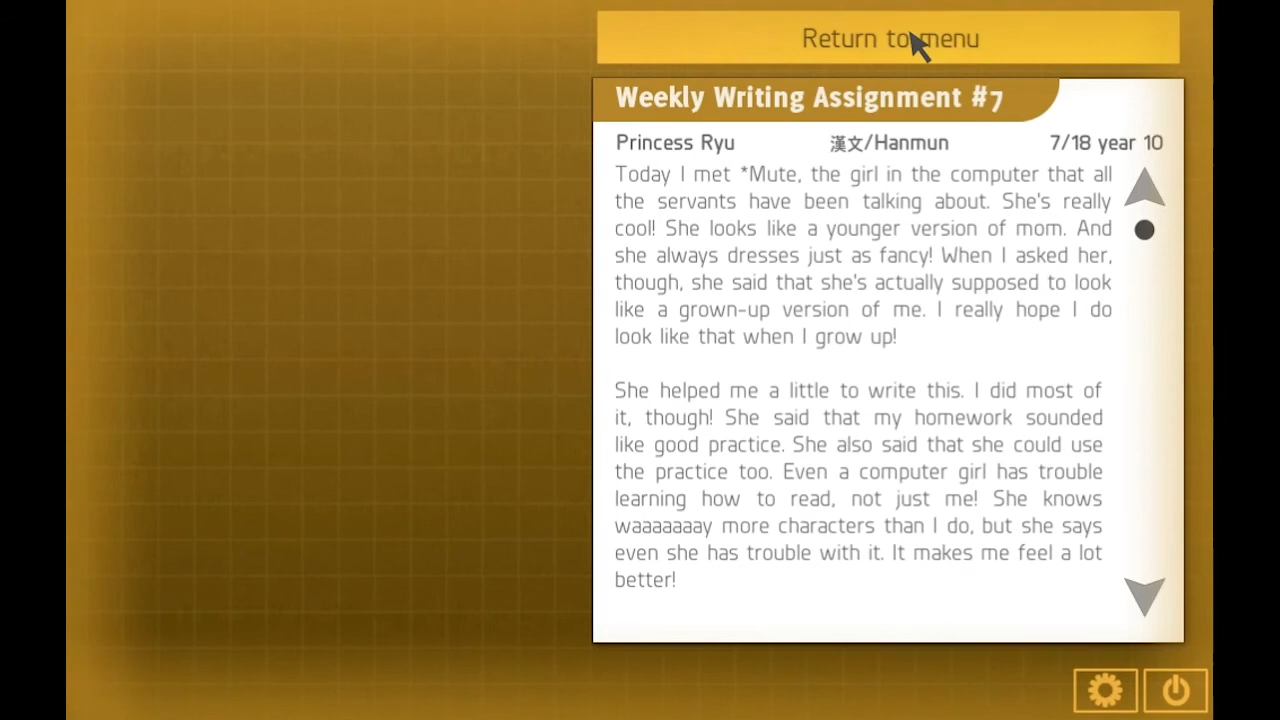 Return to menu
Weekly Writing Assignment #7
Princess Ryu 漢文/Hanmun 7/18 year 10
Today I met *Mute, the girl in the computer that all
the servants have been talking about. She's really
cool! She looks like a younger version of mom. And
she always dresses just as fancy! When I asked her,
though, she said that she's actually supposed to look
like a grown-up version of me. I really hope I do
look like that when I grow up!
She helped me a little to write this. I did most of
it, though! She said that my homework sounded
like good practice. She also said that she could use
the practice too. Even a computer girl has trouble
learning how to read, not just me! She knows
waaaaaaay more characters than I do, but she says
even she has trouble with it. It makes me feel a lot
better!